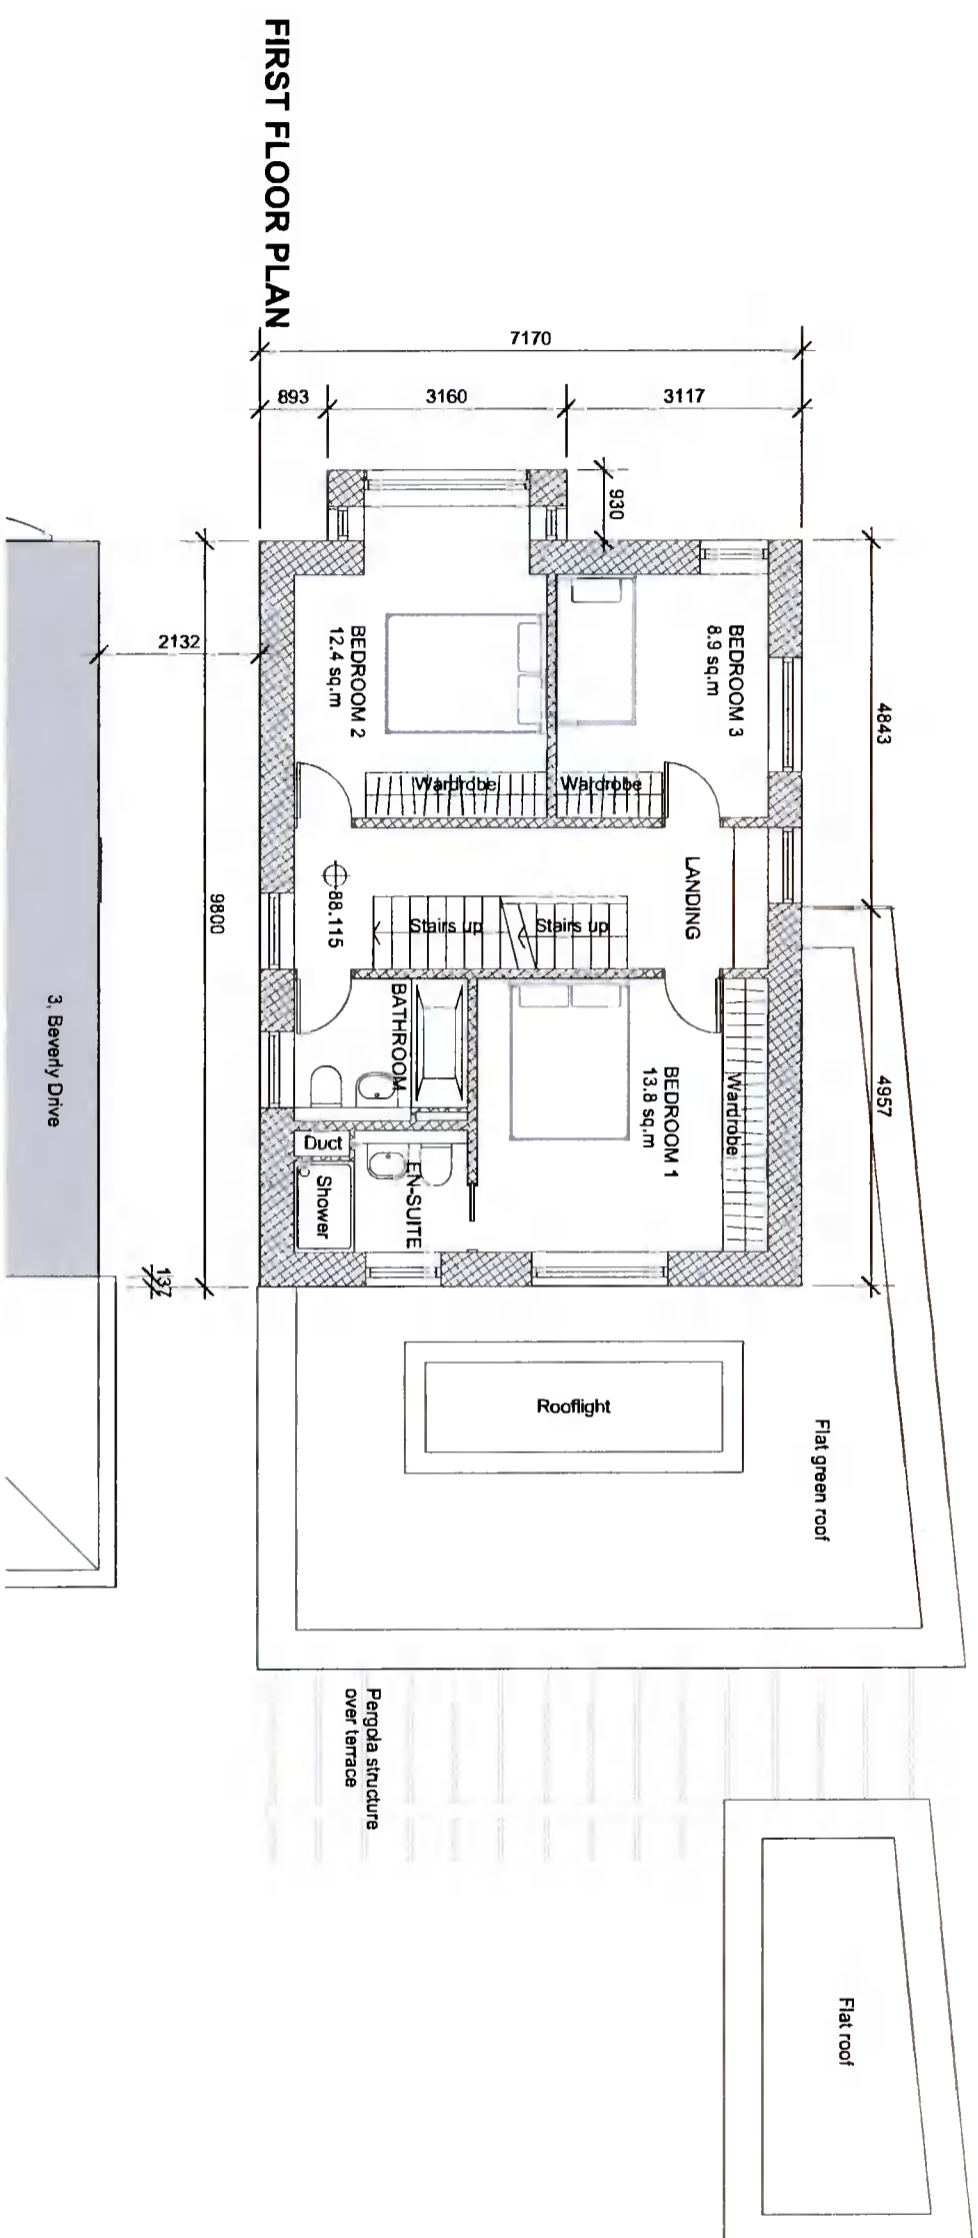 FIRST FLOOR PLAN
7170
893
3160
3117
930
4843
4957
2132
9800
137
BEDROOM 3
8.9 sq.m
BEDROOM 2
12.4 sq.m
Wardrobe
Wardrobe
LANDING
88.115
Stairs up
Stairs up
BATHROOM
BEDROOM 1
13.8 sq.m
Wardrobe
Duct
EN-SUITE
Shower
3, Beverly Drive
Rooflight
Flat green roof
Pergola structure
over terrace
Flat roof